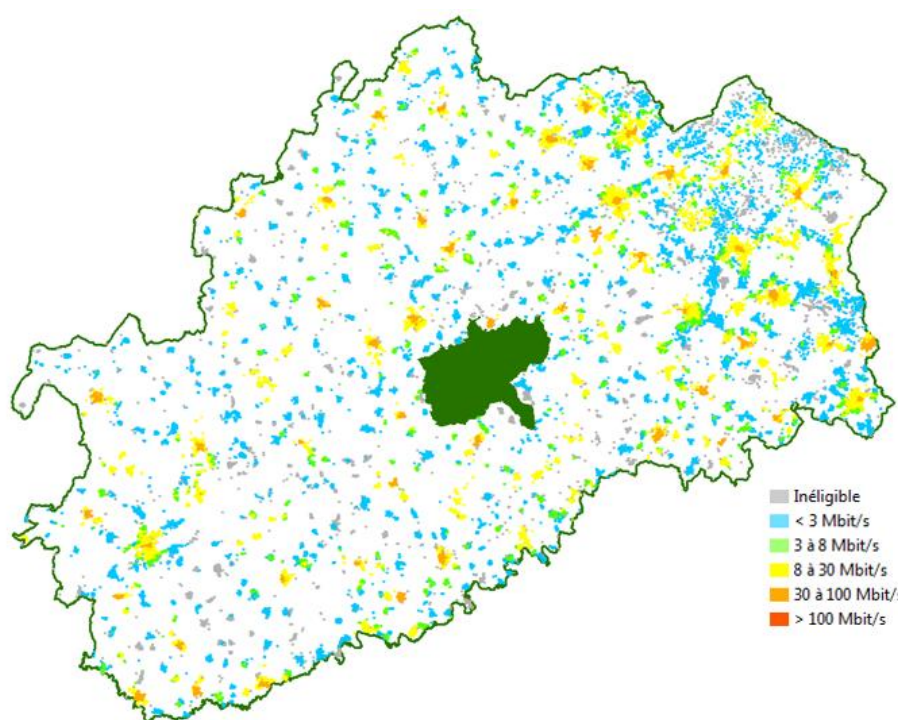 Inéligible
< 3 Mbit/s
3 à 8 Mbit/s
8 à 30 Mbit/s
30 à 100 Mbit/s
> 100 Mbit/s